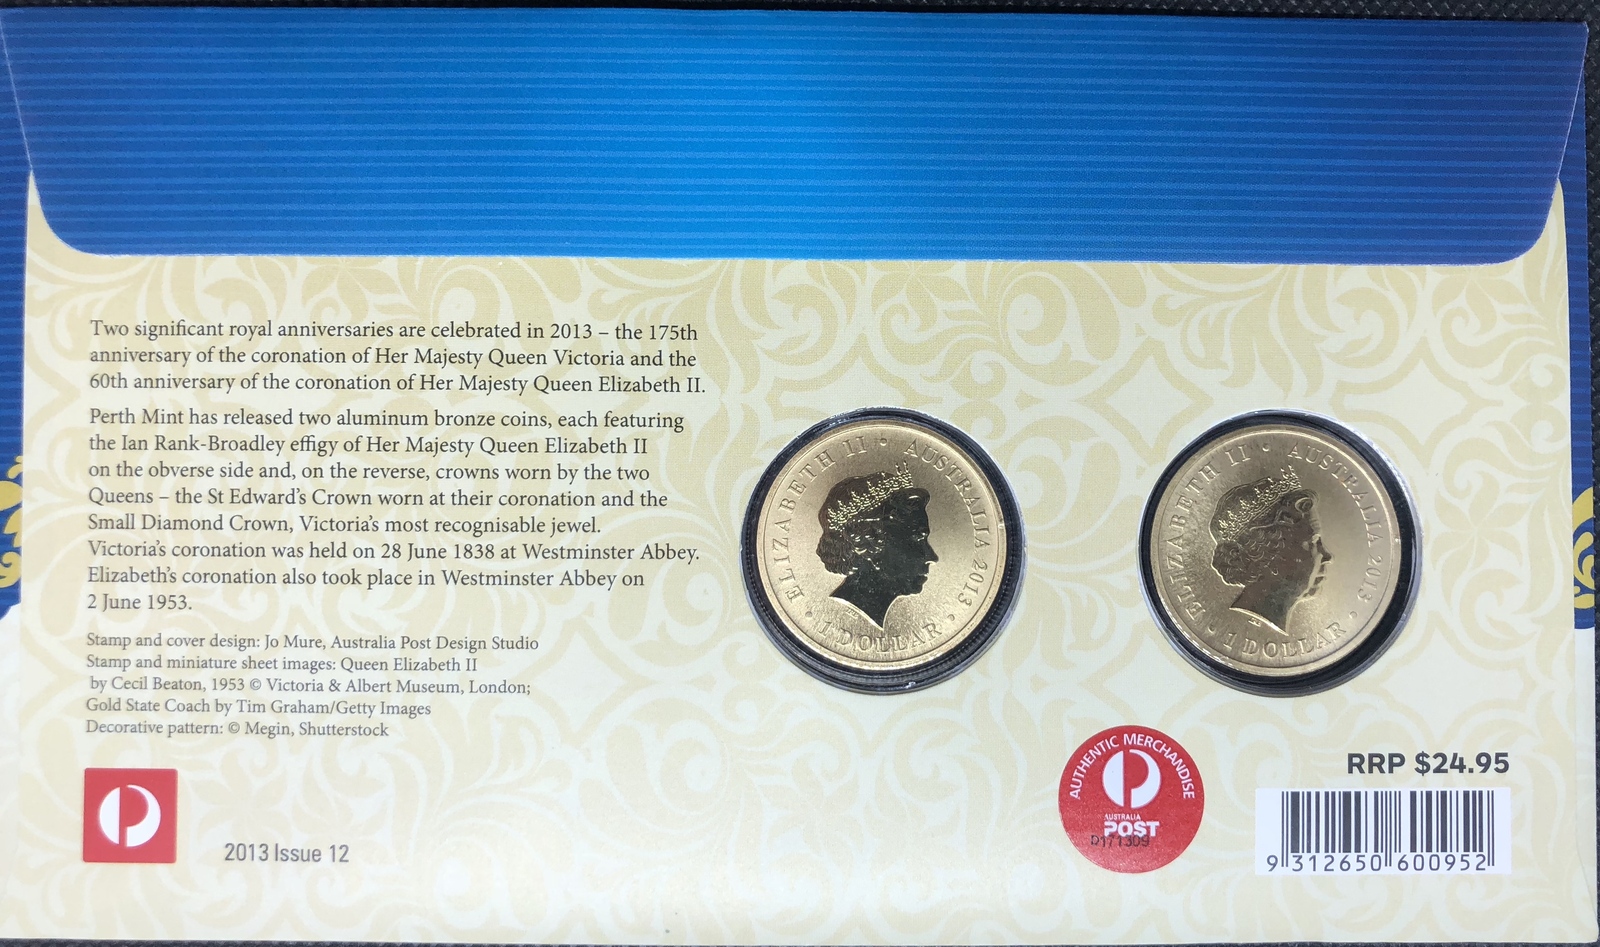 Two significant royal anniversaries are celebrated in 2013 – the 175th
anniversary of the coronation of Her Majesty Queen Victoria and the
60th anniversary of the coronation of Her Majesty Queen Elizabeth II.
Perth Mint has released two aluminum bronze coins, each featuring
the Ian Rank-Broadley effigy of Her Majesty Queen Elizabeth II
on the obverse side and, on the reverse, crowns worn by the two
Queens – the St Edward's Crown worn at their coronation and the
Small Diamond Crown, Victoria's most recognisable jewel.
Victoria's coronation was held on 28 June 1838 at Westminster Abbey.
Elizabeth's coronation also took place in Westminster Abbey on
2 June 1953.
Stamp and cover design: Jo Mure, Australia Post Design Studio
Stamp and miniature sheet images: Queen Elizabeth II
by Cecil Beaton, 1953 © Victoria & Albert Museum, London;
Gold State Coach by Tim Graham/Getty Images
Decorative pattern: © Megin, Shutterstock
2013 Issue 12
ELIZABETH II • AUSTRALIA 2013 •
1 DOLLAR •
ELIZABETH II • AUSTRALIA 2013 •
1 DOLLAR •
AUTHENTIC MERCHANDISE
AUSTRALIA
POST
D171309
RRP $24.95
9 312650 600952